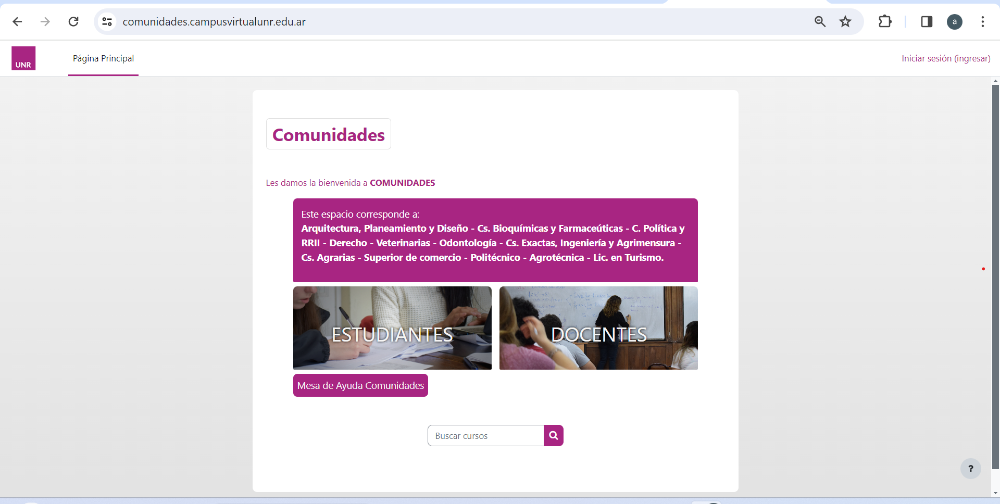 comunidades.campusvirtualunr.edu.ar
a
UNR
Página Principal
Iniciar sesión (ingresar)
Comunidades
Les damos la bienvenida a COMUNIDADES
Este espacio corresponde a:
Arquitectura, Planeamiento y Diseño - Cs. Bioquímicas y Farmaceúticas - C. Política y
RRII - Derecho - Veterinarias - Odontología - Cs. Exactas, Ingeniería y Agrimensura -
Cs. Agrarias - Superior de comercio - Politécnico - Agrotécnica - Lic. en Turismo.
ESTUDIANTES
DOCENTES
Mesa de Ayuda Comunidades
Buscar cursos
?